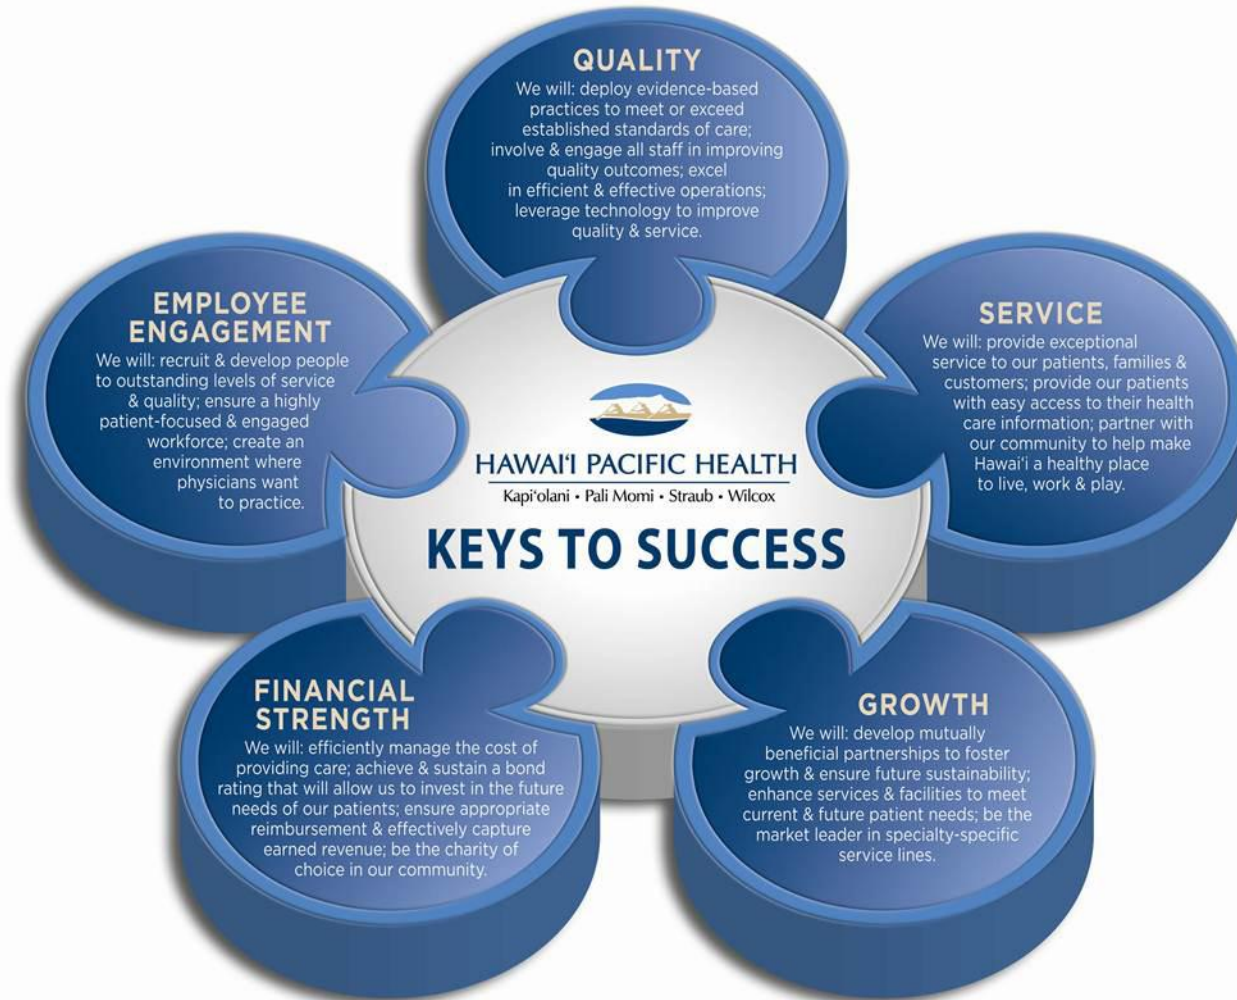 QUALITY
We will: deploy evidence-based
practices to meet or exceed
established standards of care;
involve & engage all staff in improving
quality outcomes; excel
in efficient & effective operations;
leverage technology to improve
quality & service.
EMPLOYEE
ENGAGEMENT
We will: recruit & develop people
to outstanding levels of service
& quality; ensure a highly
patient-focused & engaged
workforce; create an
environment where
physicians want
to practice.
SERVICE
We will: provide exceptional
service to our patients, families &
customers; provide our patients
with easy access to their health
care information; partner with
our community to help make
Hawai‘i a healthy place
to live, work & play.
HAWAI‘I PACIFIC HEALTH
Kapi‘olani • Pali Momi • Straub • Wilcox
KEYS TO SUCCESS
FINANCIAL
STRENGTH
We will: efficiently manage the cost of
providing care; achieve & sustain a bond
rating that will allow us to invest in the future
needs of our patients; ensure appropriate
reimbursement & effectively capture
earned revenue; be the charity of
choice in our community.
GROWTH
We will: develop mutually
beneficial partnerships to foster
growth & ensure future sustainability;
enhance services & facilities to meet
current & future patient needs; be the
market leader in specialty-specific
service lines.